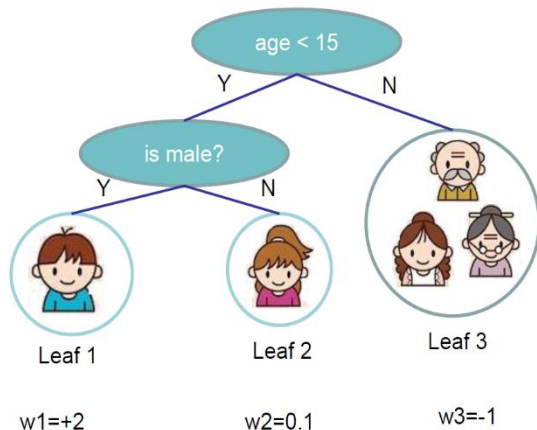 age < 15
Y
N
is male?
Y
N
Leaf 1
Leaf 2
Leaf 3
w1=+2
w2=0.1
w3=-1